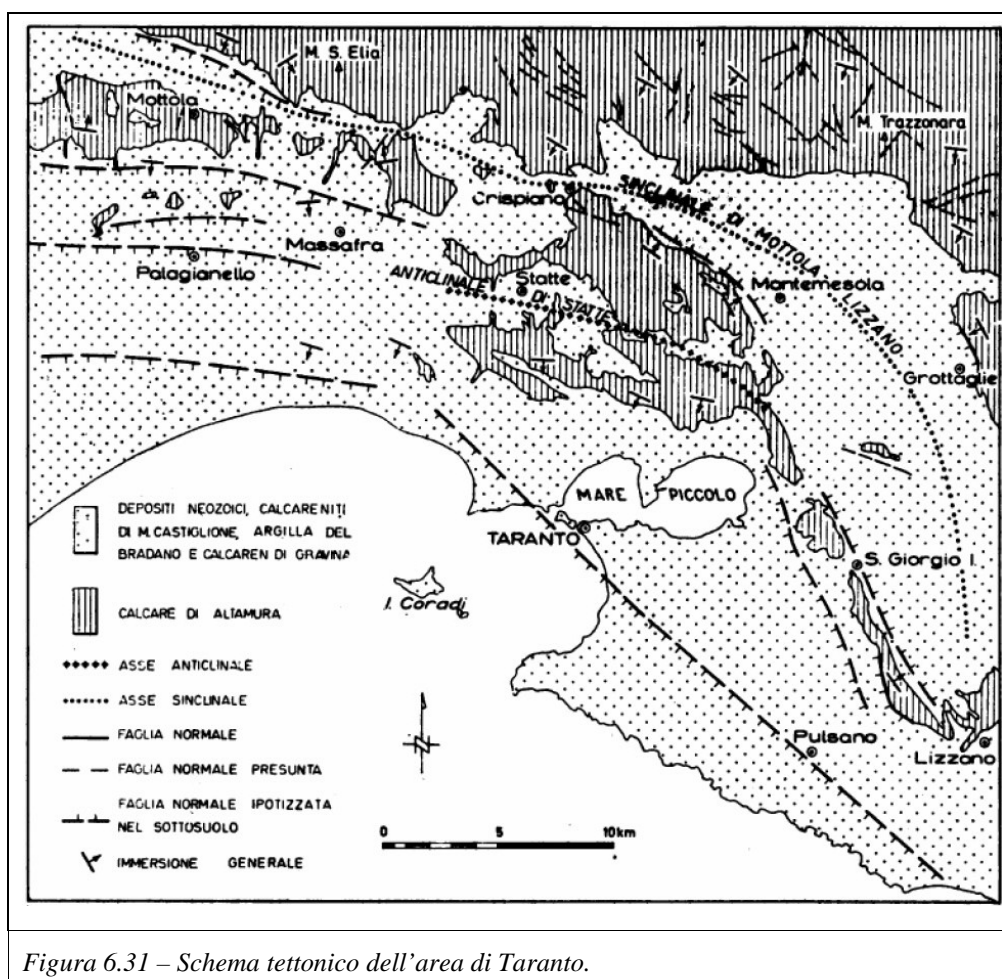 M. S. Elia
Mottola
M. Trazzonara
Crispiano
SINCLINALE DI MOTTOLA - LIZZANO
Massafra
Palagianello
Statte
Montemesola
ANTICLINALE DI STATTE
Grottaglie
MARE PICCOLO
TARANTO
S. Giorgio I.
I. Coradi
Pulsano
Lizzano
DEPOSITI NEOZOICI, CALCARENITI
DI M. CASTIGLIONE, ARGILLA DEL
BRADANO E CALCAREN DI GRAVINA
CALCARE DI ALTAMURA
ASSE ANTICLINALE
ASSE SINCLINALE
FAGLIA NORMALE
FAGLIA NORMALE PRESUNTA
FAGLIA NORMALE IPOTIZZATA
NEL SOTTOSUOLO
IMMERSIONE GENERALE
0 5 10km
Figura 6.31 – Schema tettonico dell’area di Taranto.